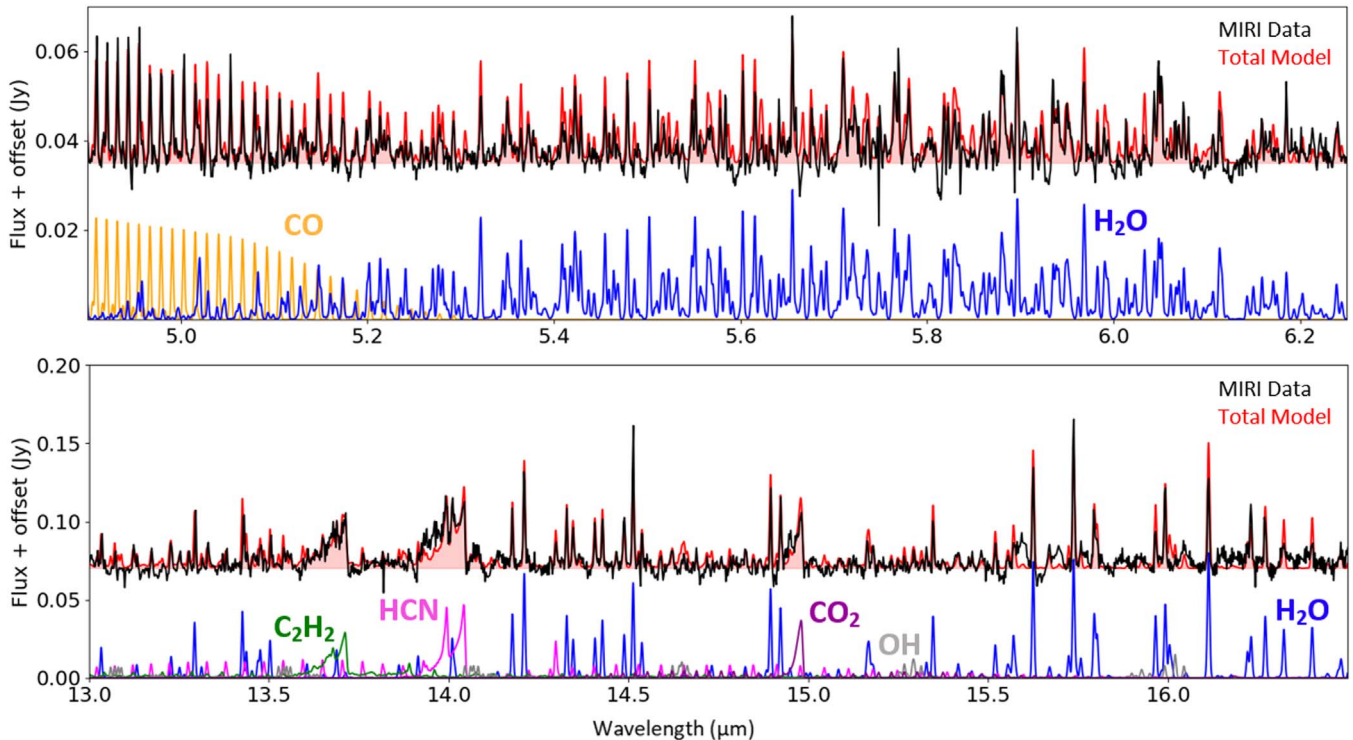 MIRI Data
Total Model
0.06
0.04
0.02
Flux + offset (Jy)
CO
H₂O
5.0 5.2 5.4 5.6 5.8 6.0 6.2
0.20
0.15
0.10
0.05
0.00
Flux + offset (Jy)
MIRI Data
Total Model
C₂H₂
HCN
CO₂
OH
H₂O
13.0 13.5 14.0 14.5 15.0 15.5 16.0
Wavelength (μm)